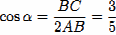 cos α = BC/2AB = 3/5